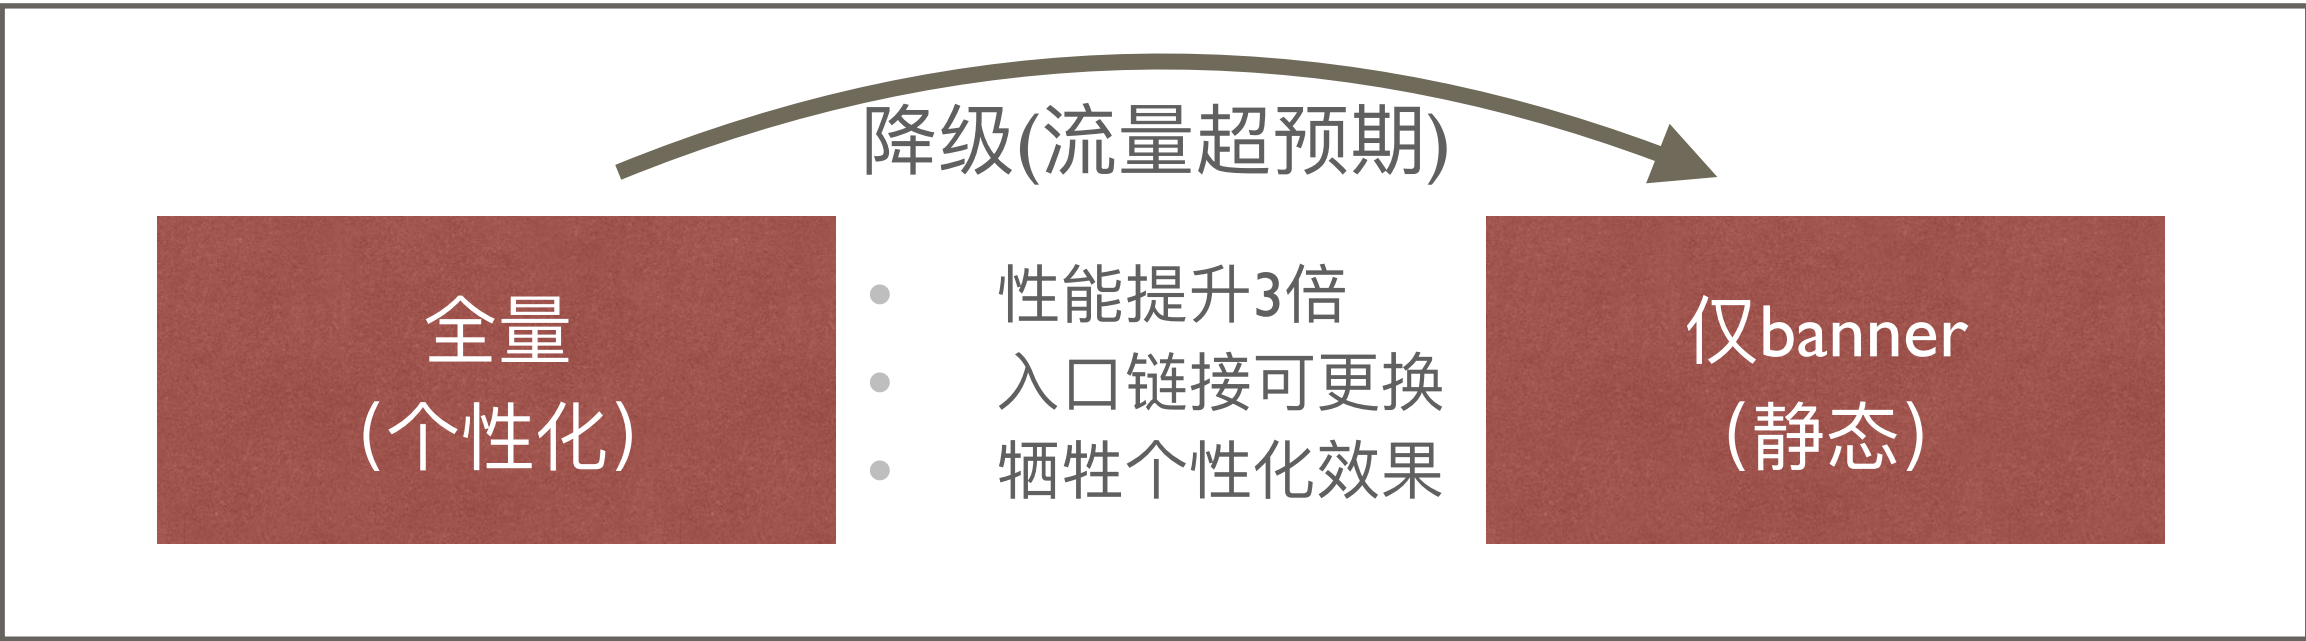 降级(流量超预期)
全量
(个性化)
• 性能提升3倍
• 入口链接可更换
• 牺牲个性化效果
仅banner
(静态)